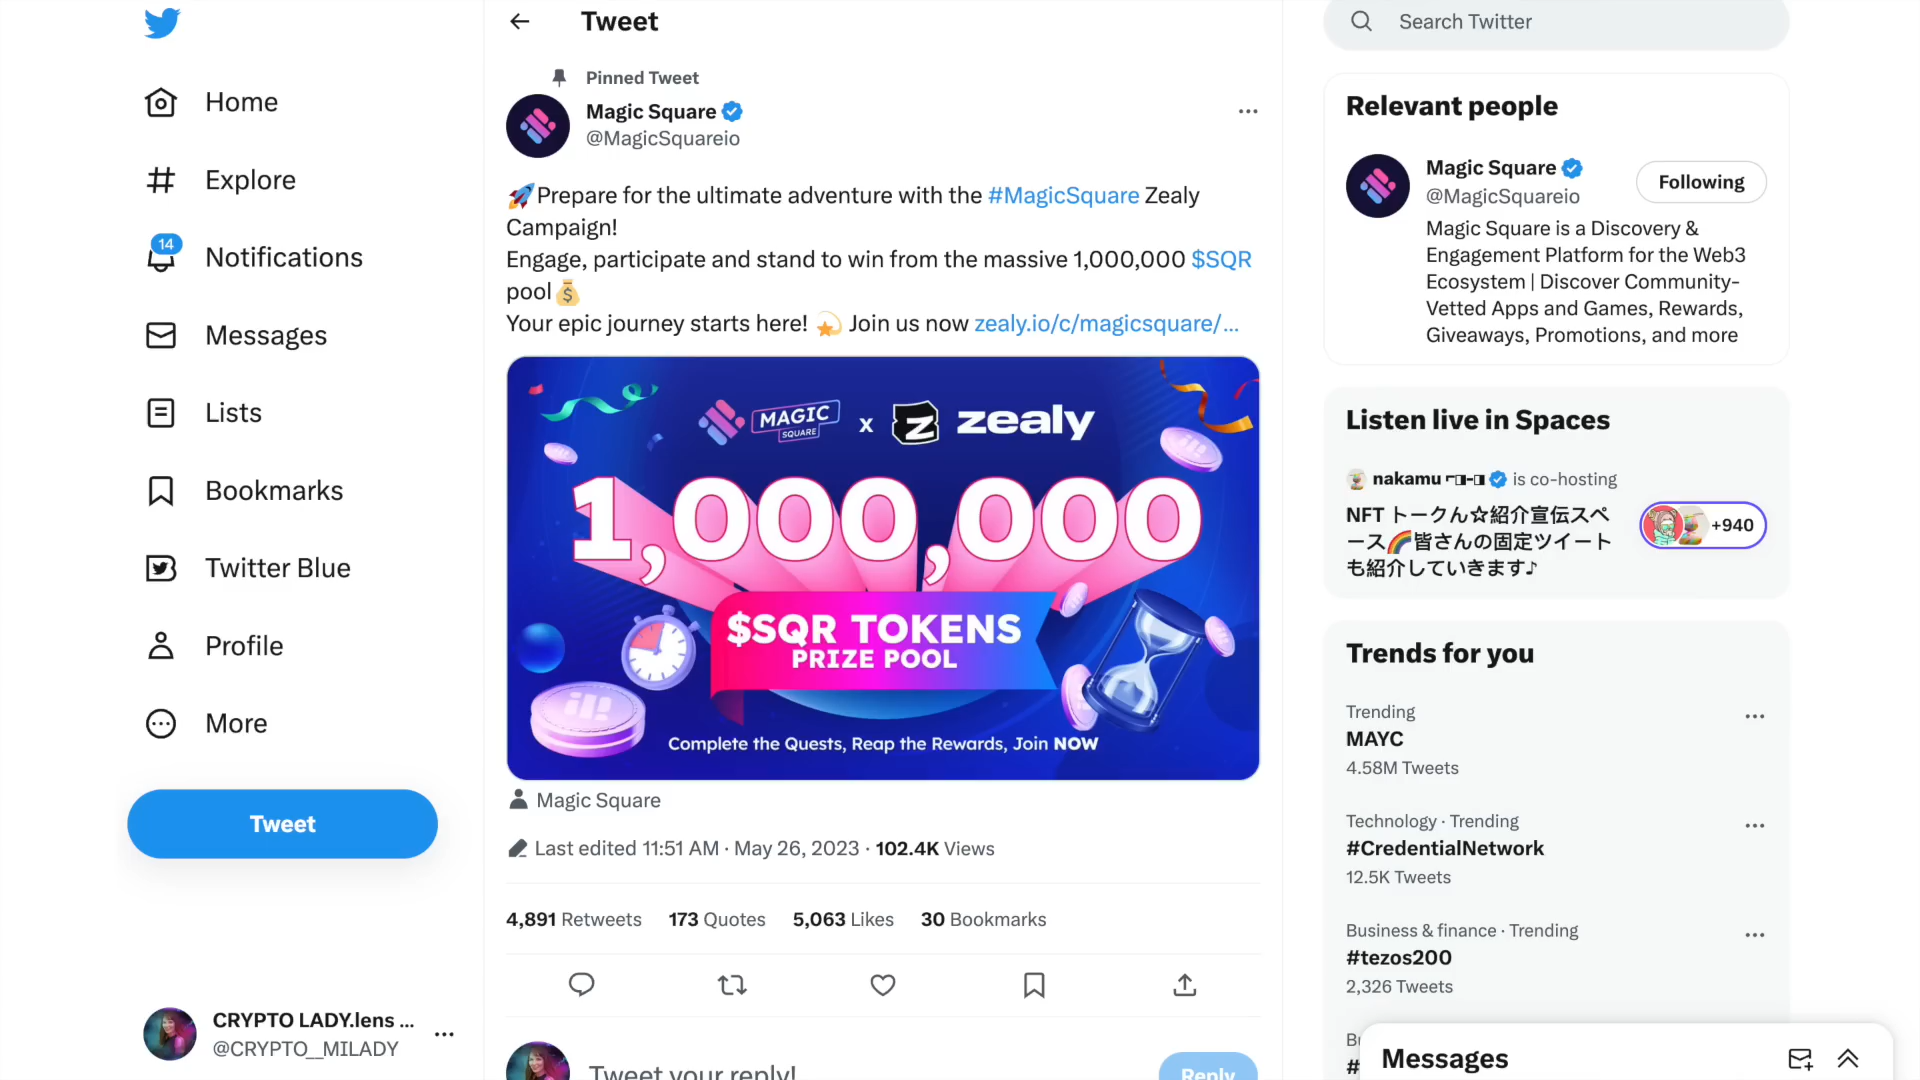 Home
Explore
14
Notifications
Messages
Lists
Bookmarks
Twitter Blue
Profile
More
Tweet
CRYPTO LADY.lens ...
@CRYPTO__MILADY
Tweet
Pinned Tweet
Magic Square
@MagicSquareio
🚀Prepare for the ultimate adventure with the #MagicSquare Zealy
Campaign!
Engage, participate and stand to win from the massive 1,000,000 $SQR
pool💰
Your epic journey starts here! 💫 Join us now zealy.io/c/magicsquare/...
MAGIC
SQUARE
x
zealy
1,000,000
$SQR TOKENS
PRIZE POOL
Complete the Quests, Reap the Rewards, Join NOW
Magic Square
Last edited 11:51 AM · May 26, 2023 · 102.4K Views
4,891 Retweets 173 Quotes 5,063 Likes 30 Bookmarks
Tweet your reply!
Reply
Search Twitter
Relevant people
Magic Square
@MagicSquareio
Following
Magic Square is a Discovery &
Engagement Platform for the Web3
Ecosystem | Discover Community-
Vetted Apps and Games, Rewards,
Giveaways, Promotions, and more
Listen live in Spaces
nakamu ⌐◨-◨ is co-hosting
NFT トークん☆紹介宣伝スペ
ース🌈皆さんの固定ツイート
も紹介していきます♪
+940
Trends for you
Trending
MAYC
4.58M Tweets
Technology · Trending
#CredentialNetwork
12.5K Tweets
Business & finance · Trending
#tezos200
2,326 Tweets
Messages